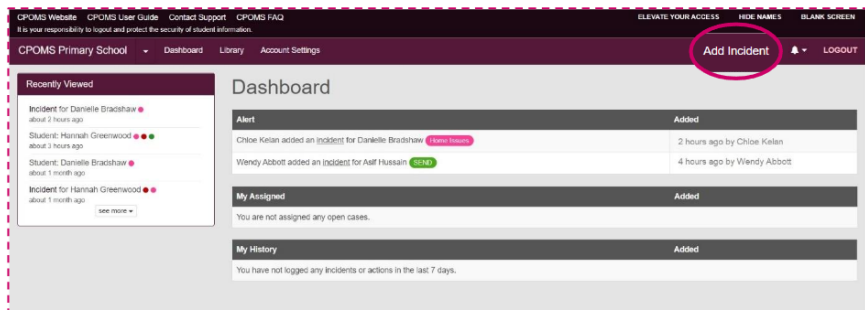 CPOMS Website CPOMS User Guide Contact Support CPOMS FAQ ELEVATE YOUR ACCESS HIDE NAMES BLANK SCREEN
It is your responsibility to logout and protect the security of student information.
CPOMS Primary School Dashboard Library Account Settings Add Incident LOGOUT
Recently Viewed
Incident for Danielle Bradshaw
about 2 hours ago
Student: Hannah Greenwood
about 3 hours ago
Student: Danielle Bradshaw
about 1 month ago
Incident for Hannah Greenwood
about 1 month ago
see more
Dashboard
Alert Added
Chloe Kelan added an incident for Danielle Bradshaw Home Issues 2 hours ago by Chloe Kelan
Wendy Abbott added an incident for Asif Hussain SEND 4 hours ago by Wendy Abbott
My Assigned Added
You are not assigned any open cases.
My History Added
You have not logged any incidents or actions in the last 7 days.